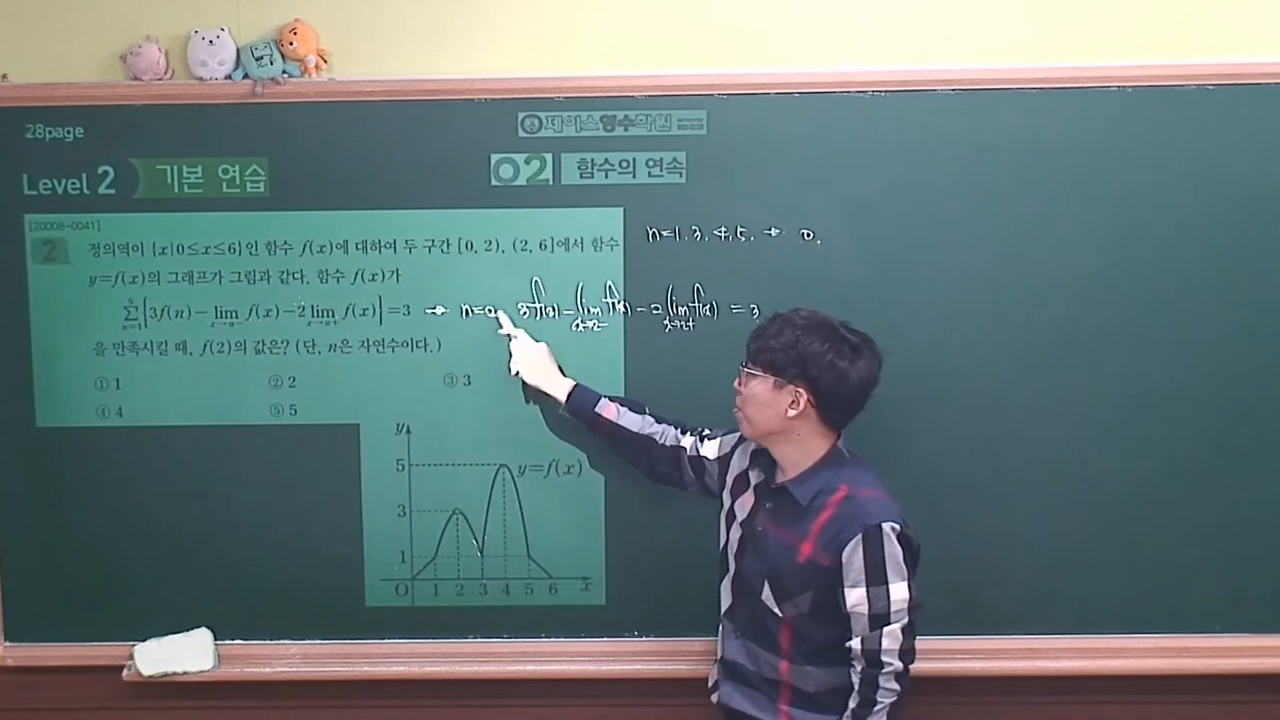 28page
제이스영수학원
Level 2 기본 연습
02 함수의 연속
[20008-0041]
2 정의역이 {x|0≤x≤6}인 함수 f(x)에 대하여 두 구간 [0, 2), (2, 6]에서 함수
y=f(x)의 그래프가 그림과 같다. 함수 f(x)가
∑_{n=1}^{5}{3f(n)-lim_{x→n-} f(x)-2lim_{x→n+} f(x)}=3
을 만족시킬 때, f(2)의 값은? (단, n은 자연수이다.)
① 1 ② 2 ③ 3
④ 4 ⑤ 5
n=1, 3, 4, 5, → 0.
→ n=2, 3f(2)-lim_{x→2-} f(x)-2 lim_{x→2+} f(x) = 3
y
5
y=f(x)
3
1
O 1 2 3 4 5 6 x